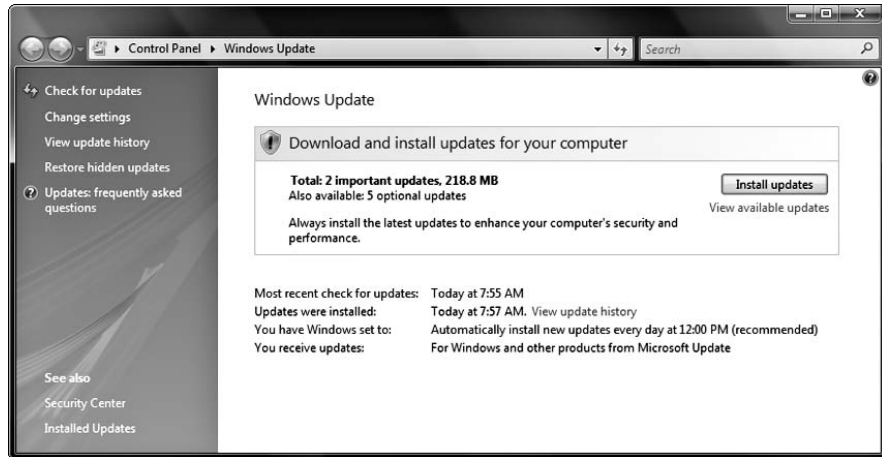 Control Panel Windows Update
Search
Check for updates
Change settings
View update history
Restore hidden updates
Updates: frequently asked
questions
See also
Security Center
Installed Updates
Windows Update
Download and install updates for your computer
Total: 2 important updates, 218.8 MB
Also available: 5 optional updates
Always install the latest updates to enhance your computer's security and
performance.
Install updates
View available updates
Most recent check for updates: Today at 7:55 AM
Updates were installed: Today at 7:57 AM. View update history
You have Windows set to: Automatically install new updates every day at 12:00 PM (recommended)
You receive updates: For Windows and other products from Microsoft Update